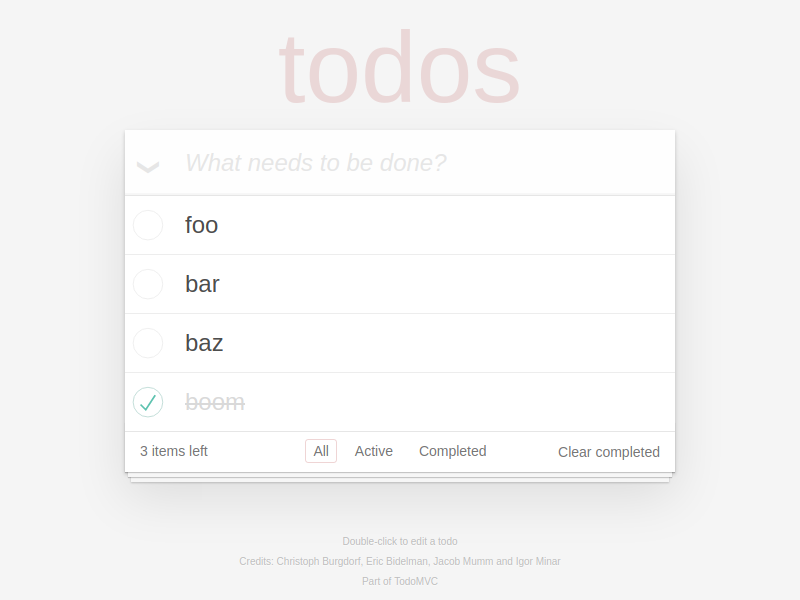 todos
What needs to be done?
foo
bar
baz
boom
3 items left All Active Completed Clear completed
Double-click to edit a todo
Credits: Christoph Burgdorf, Eric Bidelman, Jacob Mumm and Igor Minar
Part of TodoMVC